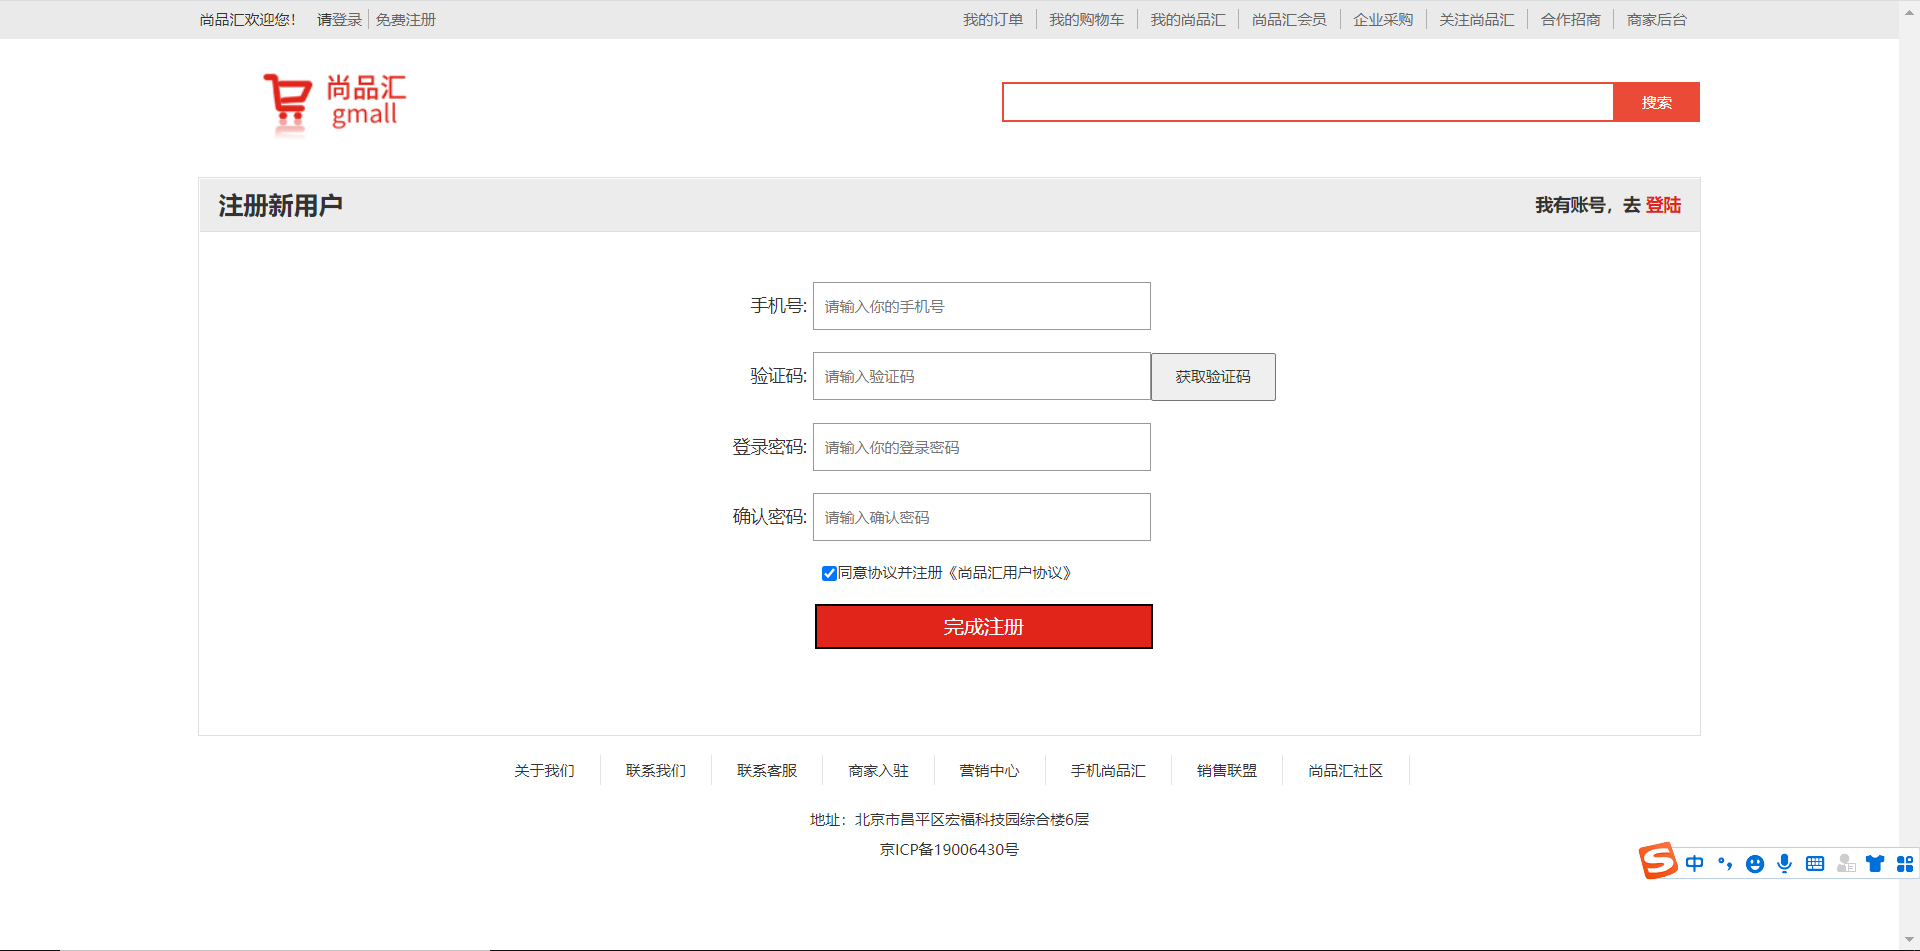 尚品汇欢迎您！ 请登录 免费注册 我的订单 我的购物车 我的尚品汇 尚品汇会员 企业采购 关注尚品汇 合作招商 商家后台
尚品汇
gmall
搜索
注册新用户 我有账号，去 登陆
手机号: 请输入你的手机号
验证码: 请输入验证码 获取验证码
登录密码: 请输入你的登录密码
确认密码: 请输入确认密码
同意协议并注册《尚品汇用户协议》
完成注册
关于我们 联系我们 联系客服 商家入驻 营销中心 手机尚品汇 销售联盟 尚品汇社区
地址：北京市昌平区宏福科技园综合楼6层
京ICP备19006430号
S 中